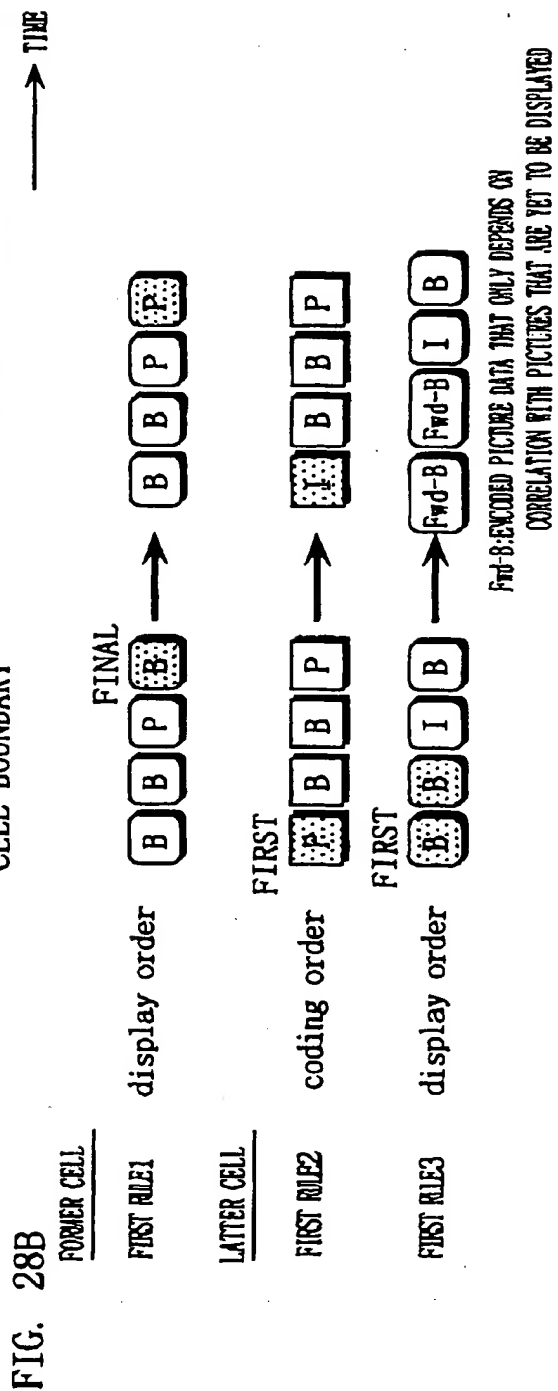 CELL BOUNDARY
FIG. 28B
→ TIME
FORMER CELL
FINAL
FIRST RULE1 display order B B P B → B B P P
LATTER CELL
FIRST
FIRST RULE2 coding order P B B P → I B B P
FIRST
FIRST RULE3 display order B B I B → Fwd-B Fwd-B I B
Fwd-B:ENCODED PICTURE DATA THAT ONLY DEPENDS ON
CORRELATION WITH PICTURES THAT ARE YET TO BE DISPLAYED